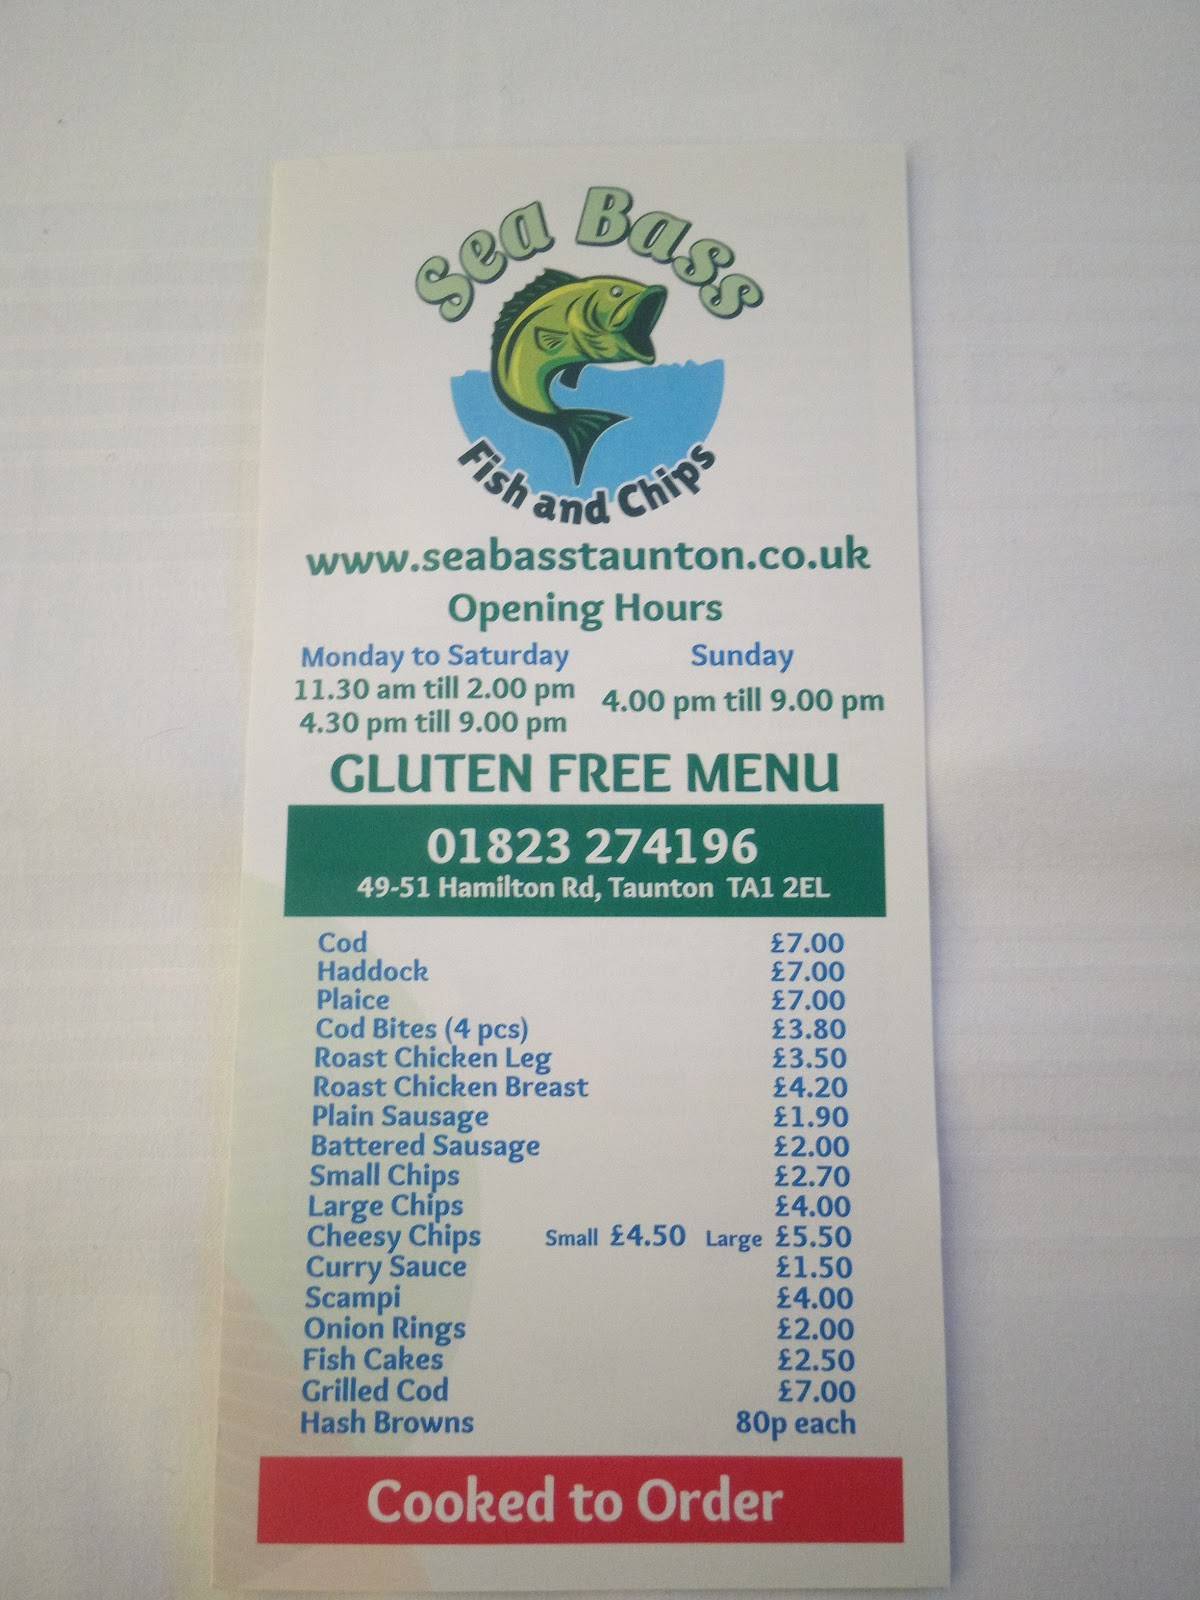 Sea Bass
Fish and Chips
www.seabasstaunton.co.uk
Opening Hours
Monday to Saturday
11.30 am till 2.00 pm
4.30 pm till 9.00 pm
Sunday
4.00 pm till 9.00 pm
GLUTEN FREE MENU
01823 274196
49-51 Hamilton Rd, Taunton TA1 2EL
Cod £7.00
Haddock £7.00
Plaice £7.00
Cod Bites (4 pcs) £3.80
Roast Chicken Leg £3.50
Roast Chicken Breast £4.20
Plain Sausage £1.90
Battered Sausage £2.00
Small Chips £2.70
Large Chips £4.00
Cheesy Chips Small £4.50 Large £5.50
Curry Sauce £1.50
Scampi £4.00
Onion Rings £2.00
Fish Cakes £2.50
Grilled Cod £7.00
Hash Browns 80p each
Cooked to Order